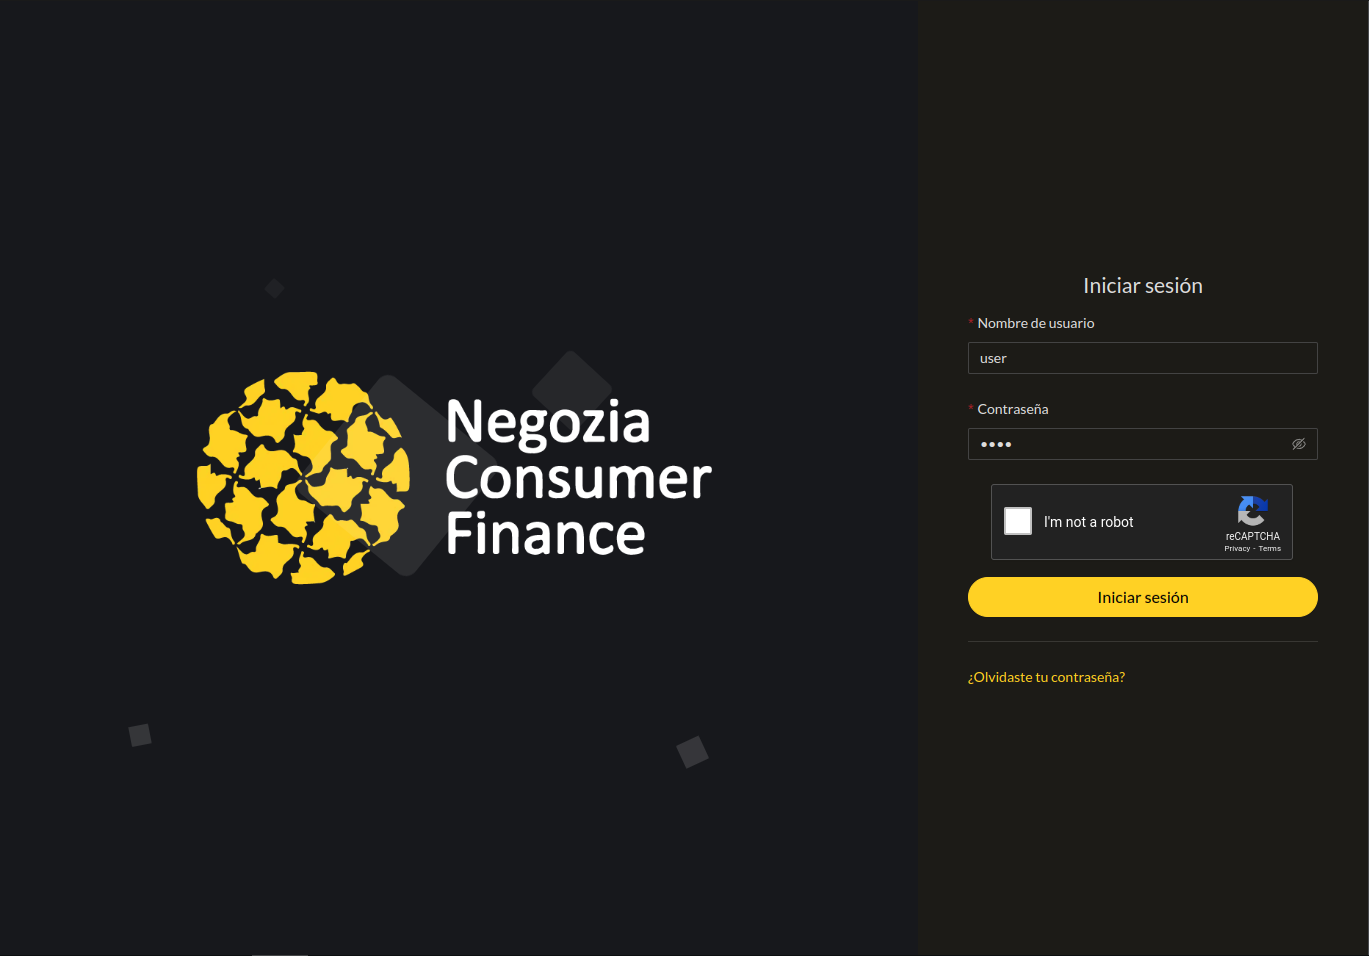 Negozia
Consumer
Finance
Iniciar sesión
* Nombre de usuario
user
* Contraseña
••••
I'm not a robot
reCAPTCHA
Privacy - Terms
Iniciar sesión
¿Olvidaste tu contraseña?